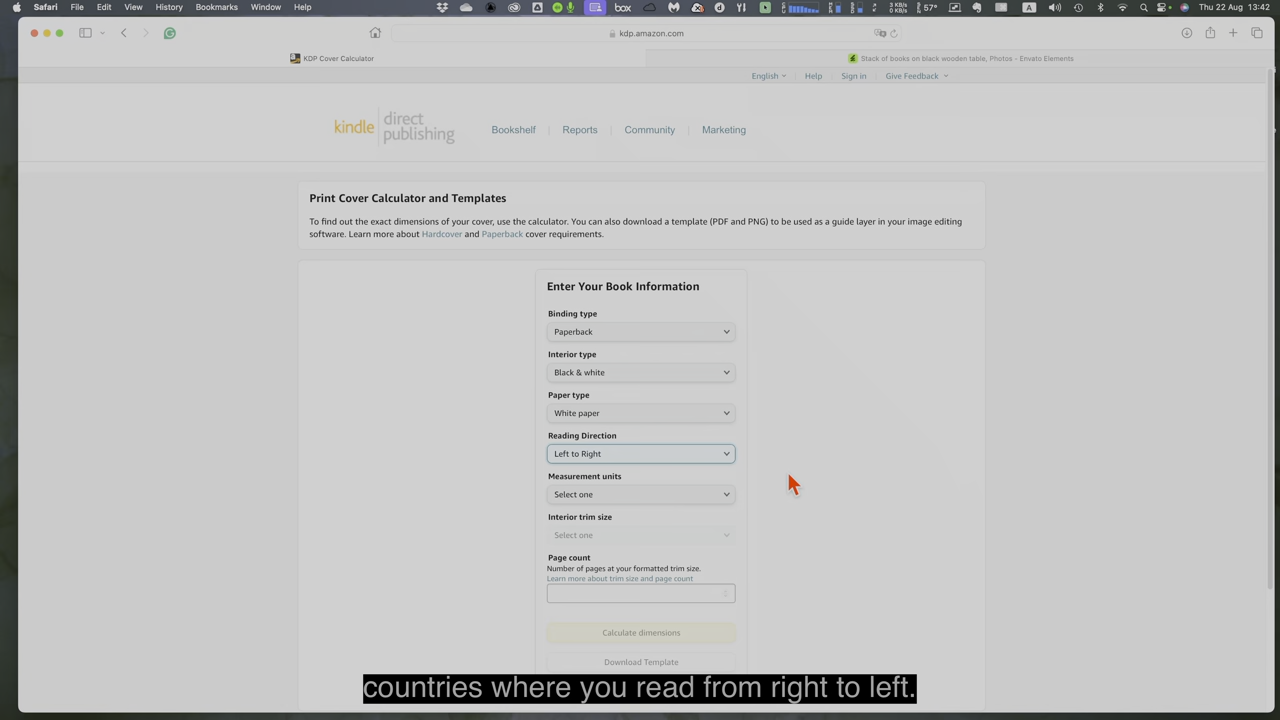 Safari File Edit View History Bookmarks Window Help
0 KB/s
Thu 22 Aug 13:42
kdp.amazon.com
KDP Cover Calculator
Stack of books on black wooden table, Photos - Envato Elements
English Help Sign in Give Feedback
kindle direct publishing
Bookshelf Reports Community Marketing
Print Cover Calculator and Templates
To find out the exact dimensions of your cover, use the calculator. You can also download a template (PDF and PNG) to be used as a guide layer in your image editing
software. Learn more about Hardcover and Paperback cover requirements.
Enter Your Book Information
Binding type
Paperback
Interior type
Black & white
Paper type
White paper
Reading Direction
Left to Right
Measurement units
Select one
Interior trim size
Select one
Page count
Number of pages at your formatted trim size.
Learn more about trim size and page count
Calculate dimensions
Download Template
countries where you read from right to left.